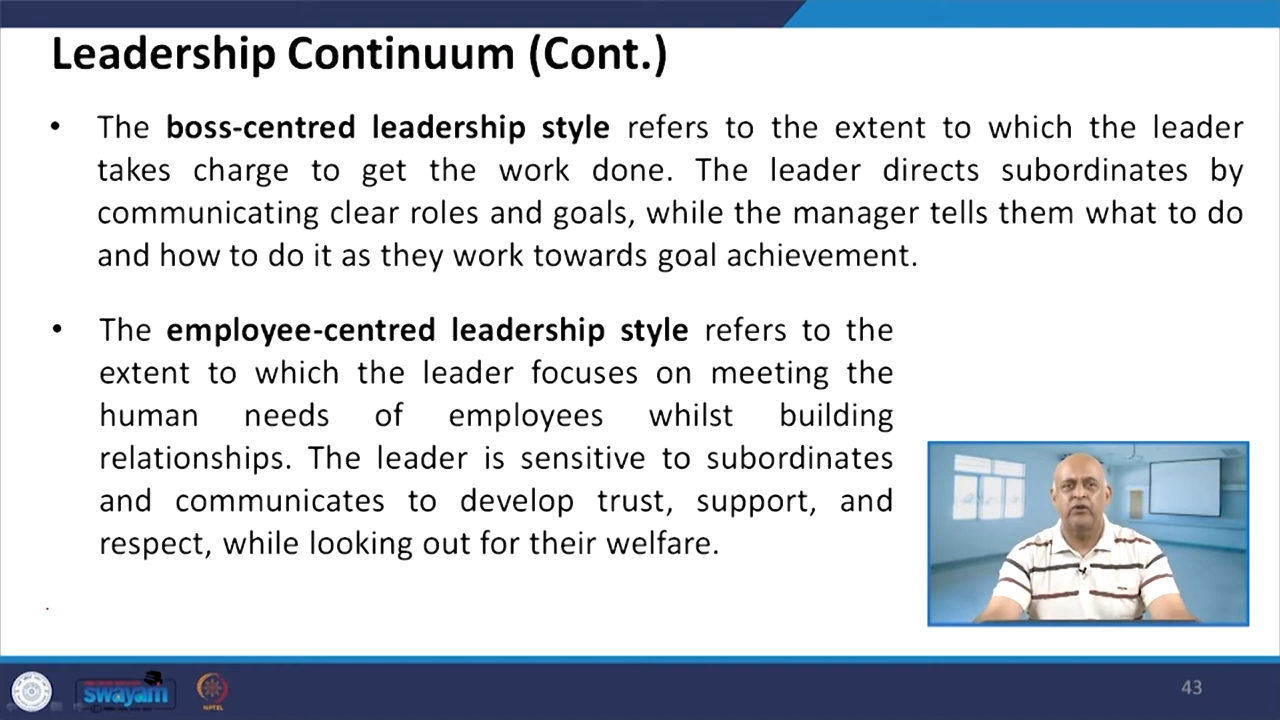 Leadership Continuum (Cont.)
• The boss-centred leadership style refers to the extent to which the leader
takes charge to get the work done. The leader directs subordinates by
communicating clear roles and goals, while the manager tells them what to do
and how to do it as they work towards goal achievement.
• The employee-centred leadership style refers to the
extent to which the leader focuses on meeting the
human needs of employees whilst building
relationships. The leader is sensitive to subordinates
and communicates to develop trust, support, and
respect, while looking out for their welfare.
swayam
NPTEL
43